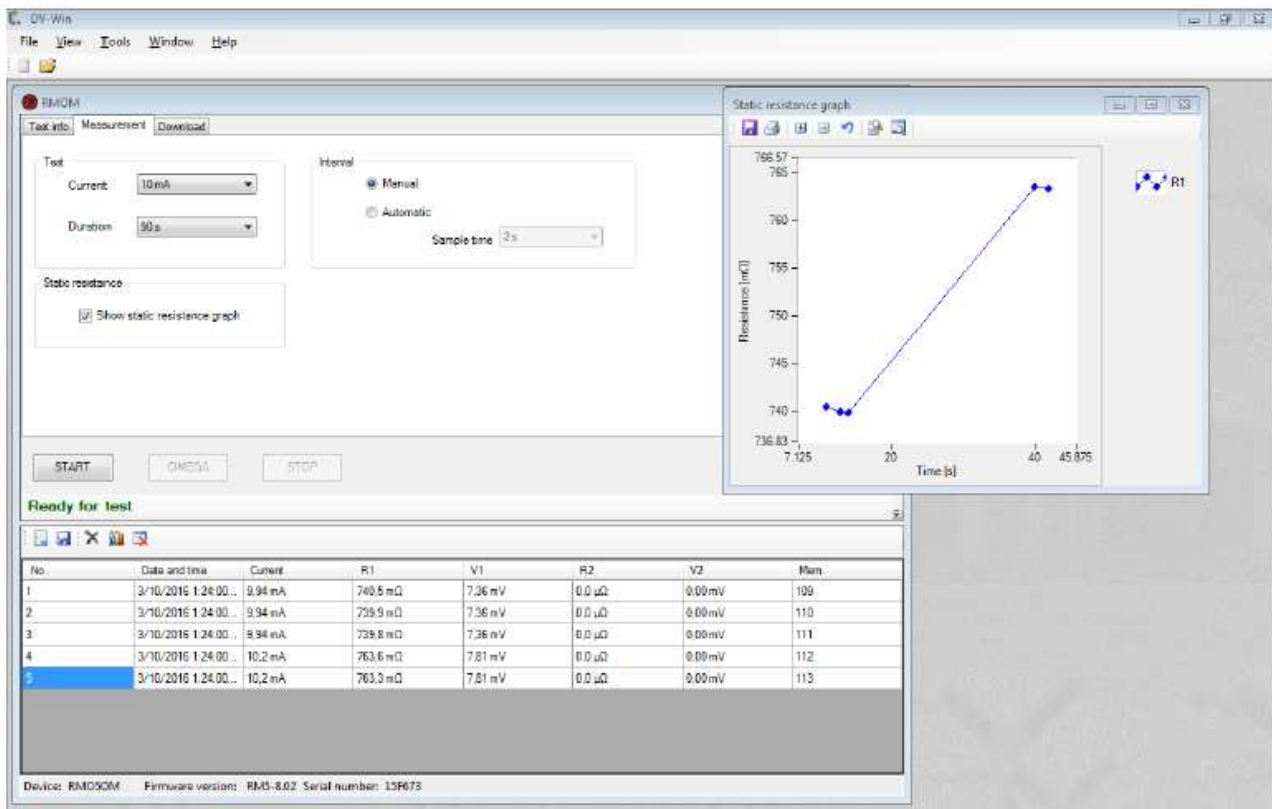 DV-Win
File View Tools Window Help
RMOM
Test info Measurement Download
Test
Current 10 mA
Duration 90 s
Interval
Manual
Automatic
Sample time 2 s
Static resistance
Show static resistance graph
START OMEGA STOP
Ready for test
No. Date and time Current R1 V1 R2 V2 Mem.
1 3/10/2016 1:24:00... 9,94 mA 740,5 mΩ 7,36 mV 0,0 µΩ 0,00 mV 109
2 3/10/2016 1:24:00... 9,94 mA 739,9 mΩ 7,36 mV 0,0 µΩ 0,00 mV 110
3 3/10/2016 1:24:00... 9,94 mA 739,8 mΩ 7,36 mV 0,0 µΩ 0,00 mV 111
4 3/10/2016 1:24:00... 10,2 mA 763,6 mΩ 7,81 mV 0,0 µΩ 0,00 mV 112
5 3/10/2016 1:24:00... 10,2 mA 763,3 mΩ 7,81 mV 0,0 µΩ 0,00 mV 113
Device: RMO5OM Firmware version: RM5-8.02 Serial number: 15F673
Static resistance graph
766.57
765
760
755
750
745
740
736.83
Resistance [mΩ]
7.125 20 40 45.875
Time [s]
R1